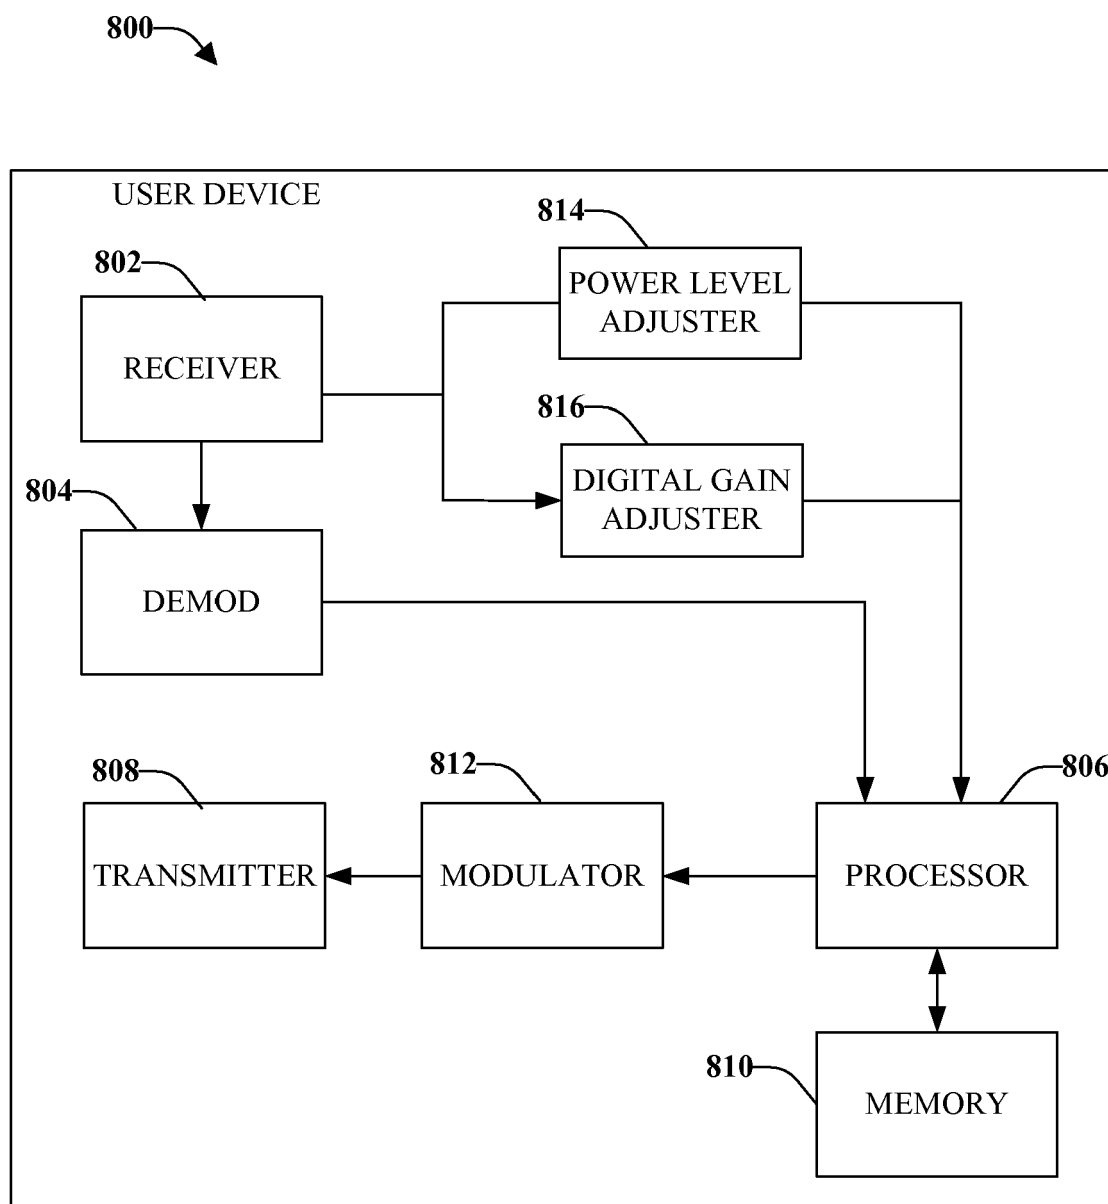 800
USER DEVICE
814
802
POWER LEVEL
ADJUSTER
RECEIVER
816
804
DIGITAL GAIN
ADJUSTER
DEMOD
808
812
806
TRANSMITTER
MODULATOR
PROCESSOR
810
MEMORY